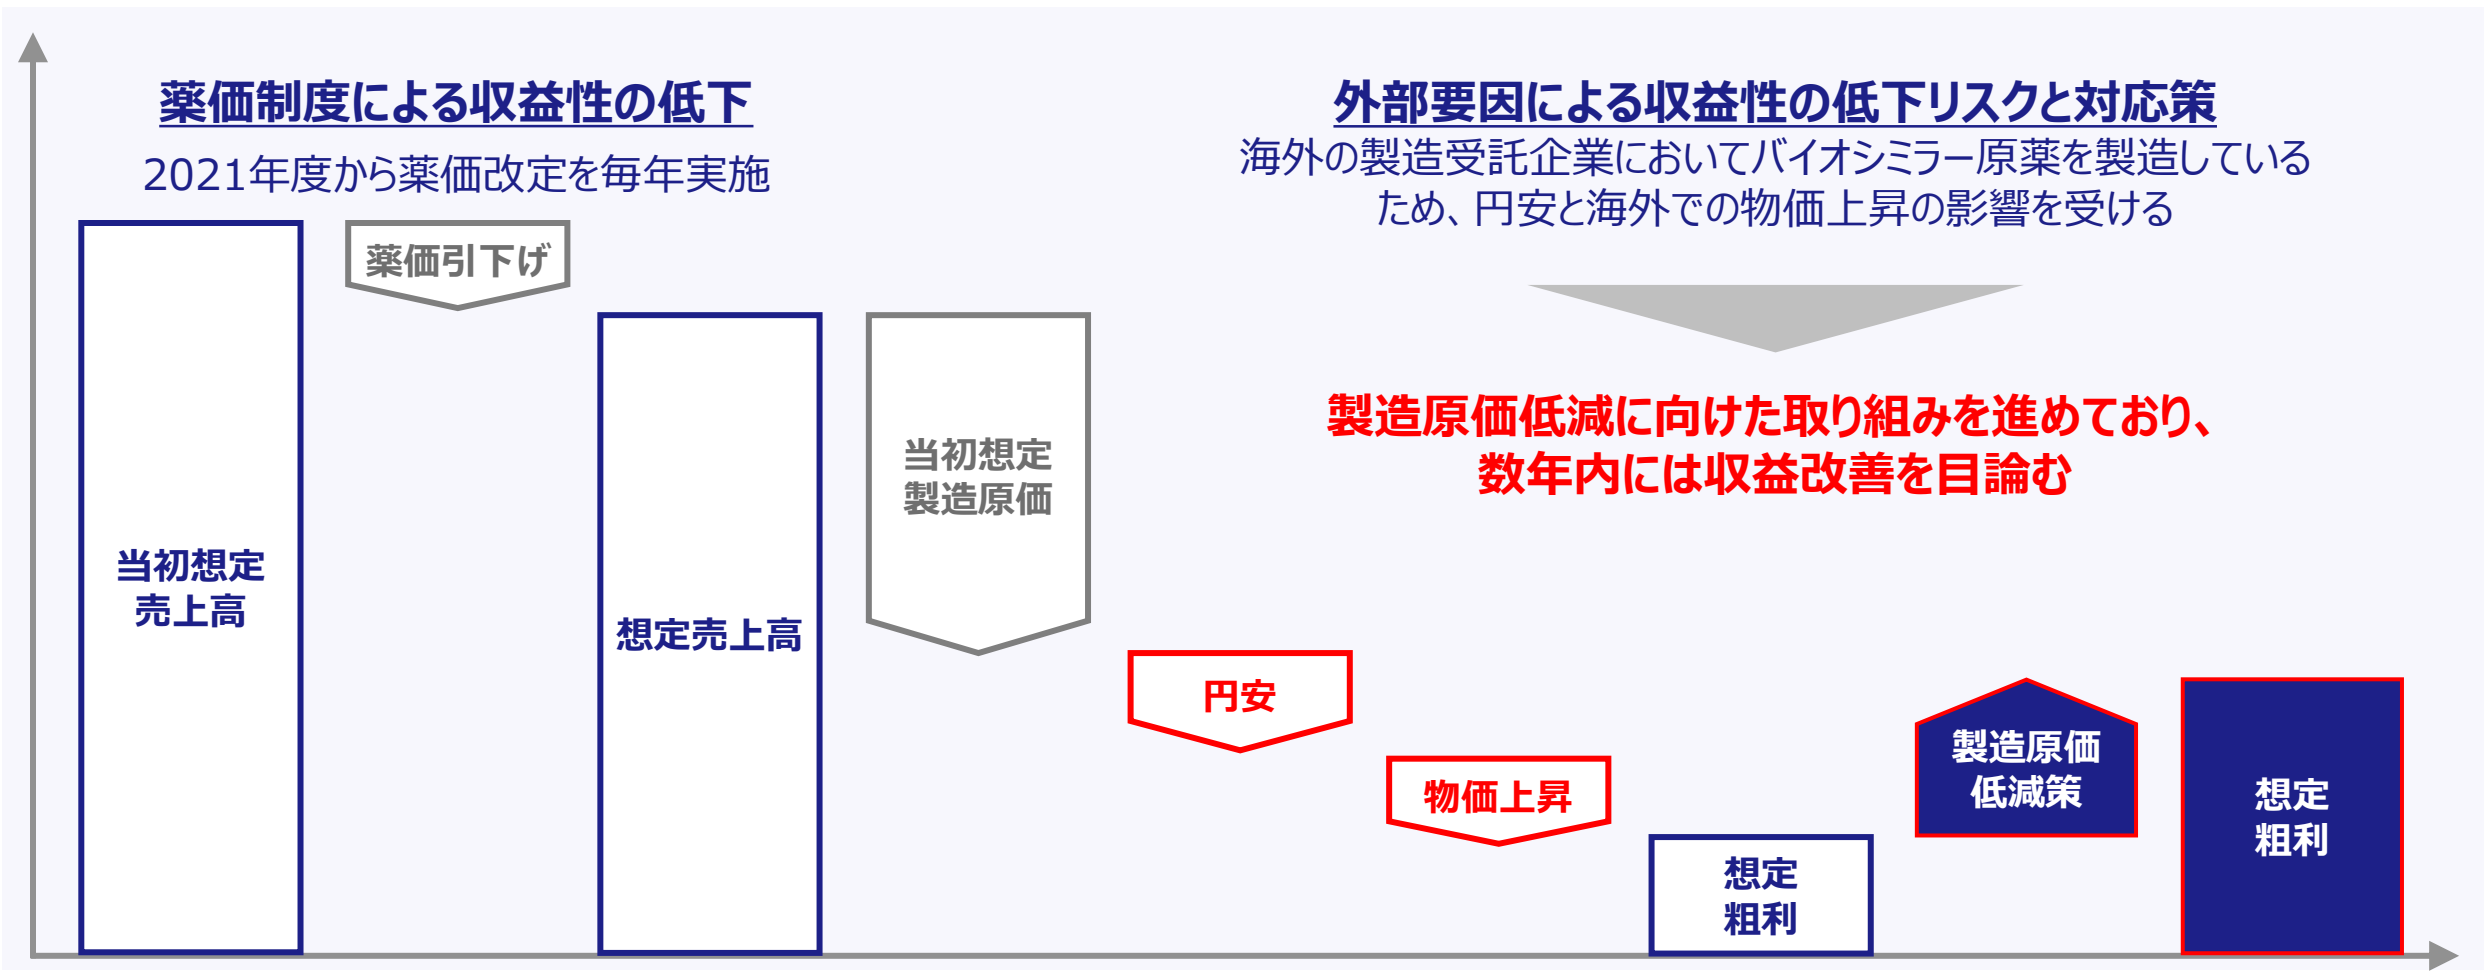 薬価制度による収益性の低下
2021年度から薬価改定を毎年実施
外部要因による収益性の低下リスクと対応策
海外の製造受託企業においてバイオシミラー原薬を製造している
ため、円安と海外での物価上昇の影響を受ける
製造原価低減に向けた取り組みを進めており、
数年内には収益改善を目論む
当初想定
売上高
薬価引下げ
想定売上高
当初想定
製造原価
円安
物価上昇
想定
粗利
製造原価
低減策
想定
粗利